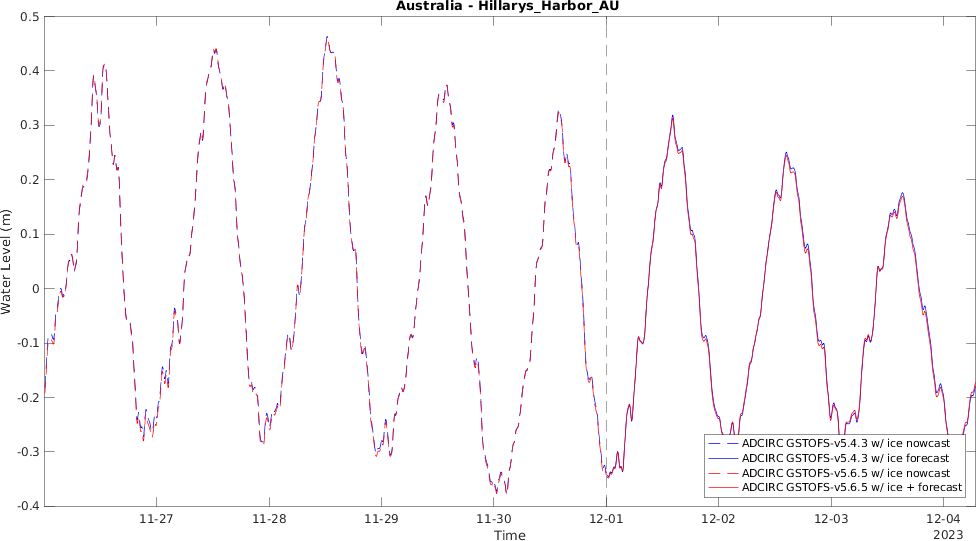 Australia - Hillarys_Harbor_AU
0.5
0.4
0.3
0.2
0.1
0
-0.1
-0.2
-0.3
-0.4
Water Level (m)
ADCIRC GSTOFS-v5.4.3 w/ ice nowcast
ADCIRC GSTOFS-v5.4.3 w/ ice forecast
ADCIRC GSTOFS-v5.6.5 w/ ice nowcast
ADCIRC GSTOFS-v5.6.5 w/ ice + forecast
11-27 11-28 11-29 11-30 12-01 12-02 12-03 12-04
Time
2023